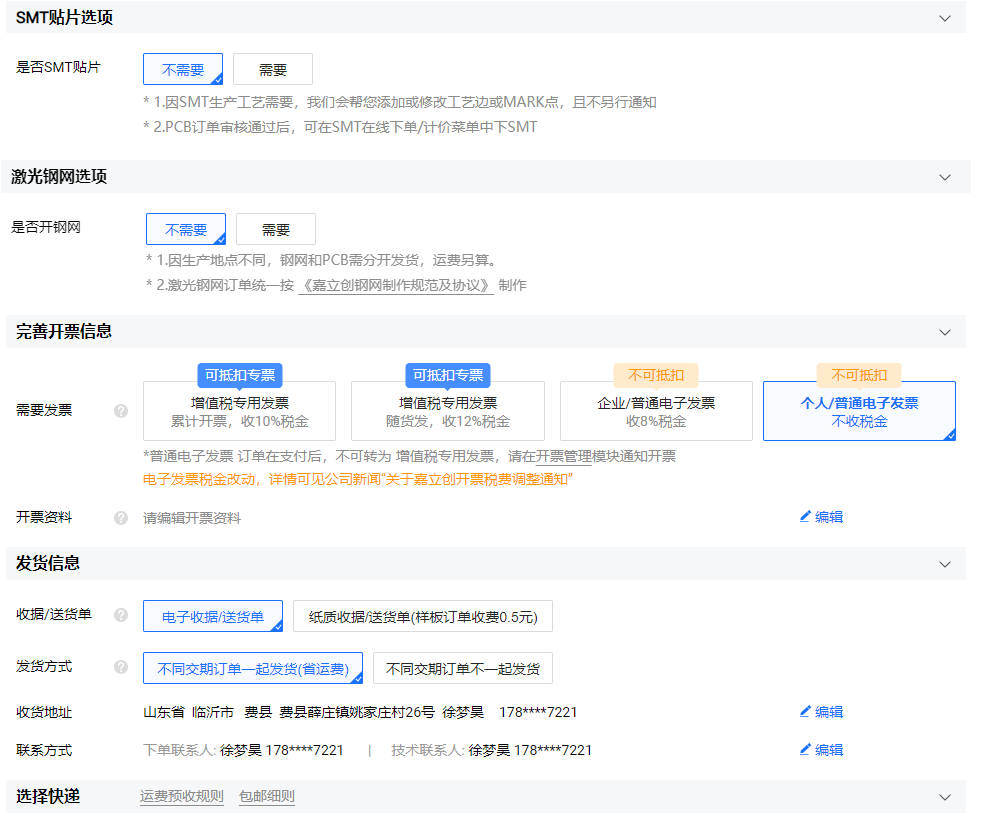 SMT贴片选项
是否SMT贴片 不需要 需要
* 1.因SMT生产工艺需要，我们会帮您添加或修改工艺边或MARK点，且不另行通知
* 2.PCB订单审核通过后，可在SMT在线下单/计价菜单中下SMT
激光钢网选项
是否开钢网 不需要 需要
* 1.因生产地点不同，钢网和PCB需分开发货，运费另算。
* 2.激光钢网订单统一按 《嘉立创钢网制作规范及协议》 制作
完善开票信息
可抵扣专票 可抵扣专票 不可抵扣 不可抵扣
需要发票 ? 增值税专用发票 增值税专用发票 企业/普通电子发票 个人/普通电子发票
累计开票，收10%税金 随货发，收12%税金 收8%税金 不收税金
*普通电子发票 订单在支付后，不可转为 增值税专用发票，请在开票管理模块通知开票
电子发票税金改动，详情可见公司新闻“关于嘉立创开票税费调整通知”
开票资料 ? 请编辑开票资料 编辑
发货信息
收据/送货单 ? 电子收据/送货单 纸质收据/送货单(样板订单收费0.5元)
发货方式 ? 不同交期订单一起发货(省运费) 不同交期订单不一起发货
收货地址 山东省 临沂市 费县 费县薛庄镇姚家庄村26号 徐梦昊 178****7221 编辑
联系方式 下单联系人: 徐梦昊 178****7221 | 技术联系人: 徐梦昊 178****7221 编辑
选择快递 运费预收规则 包邮细则